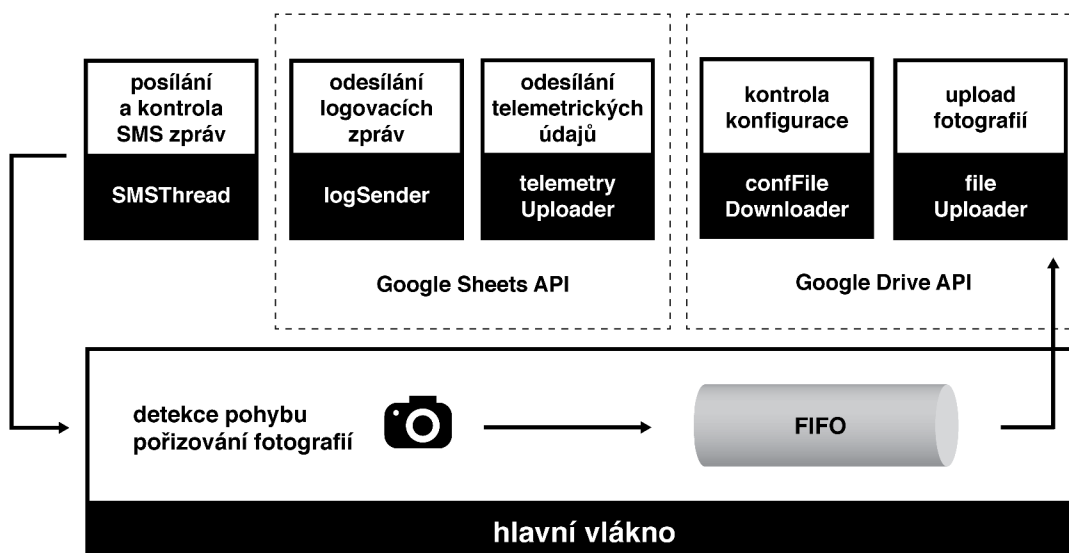 posílání
a kontrola
SMS zpráv
SMSThread
odesílání
logovacích
zpráv
logSender
odesílání
telemetrických
údajů
telemetry
Uploader
Google Sheets API
kontrola
konfigurace
confFile
Downloader
upload
fotografií
file
Uploader
Google Drive API
detekce pohybu
pořizování fotografií
FIFO
hlavní vlákno